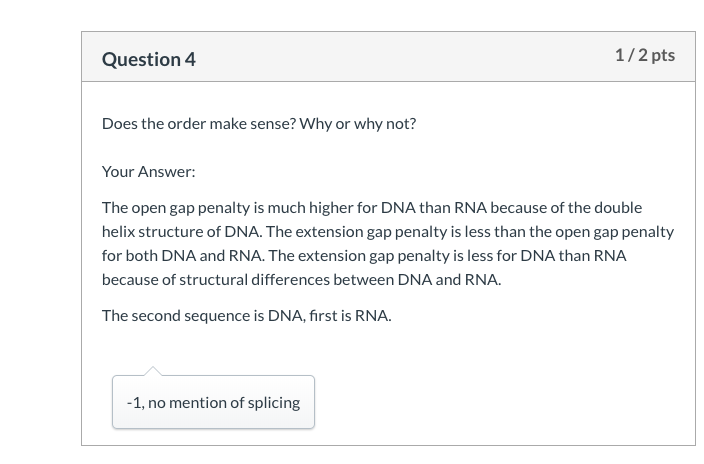 Question 4
1 / 2 pts
Does the order make sense? Why or why not?
Your Answer:
The open gap penalty is much higher for DNA than RNA because of the double
helix structure of DNA. The extension gap penalty is less than the open gap penalty
for both DNA and RNA. The extension gap penalty is less for DNA than RNA
because of structural differences between DNA and RNA.
The second sequence is DNA, first is RNA.
-1, no mention of splicing